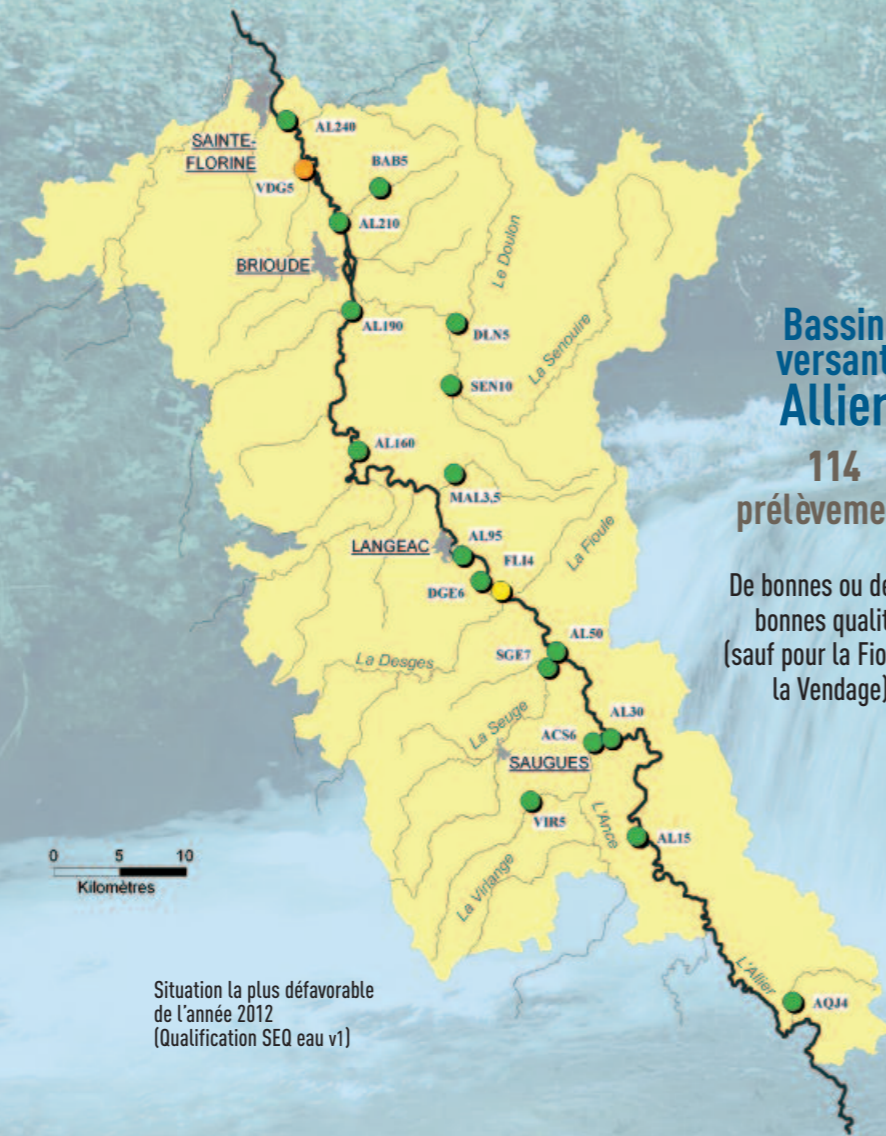 SAINTE-
FLORINE
AL240
VDG5
BAB5
AL210
BRIOUDE
Le Doulon
AL190
DLN5
La Senouire
SEN10
AL160
MAL3,5
LANGEAC
AL95
FLI4
La Fioule
DGE6
AL50
SGE7
La Desges
La Seuge
AL30
ACS6
SAUGUES
VIR5
L'Ance
AL15
La Virlange
L'Allier
AQJ4
0 5 10
Kilomètres
Situation la plus défavorable
de l'année 2012
(Qualification SEQ eau v1)
Bassin
versant
Allier
114
prélèveme
De bonnes ou de
bonnes qualit
(sauf pour la Fio
la Vendage)